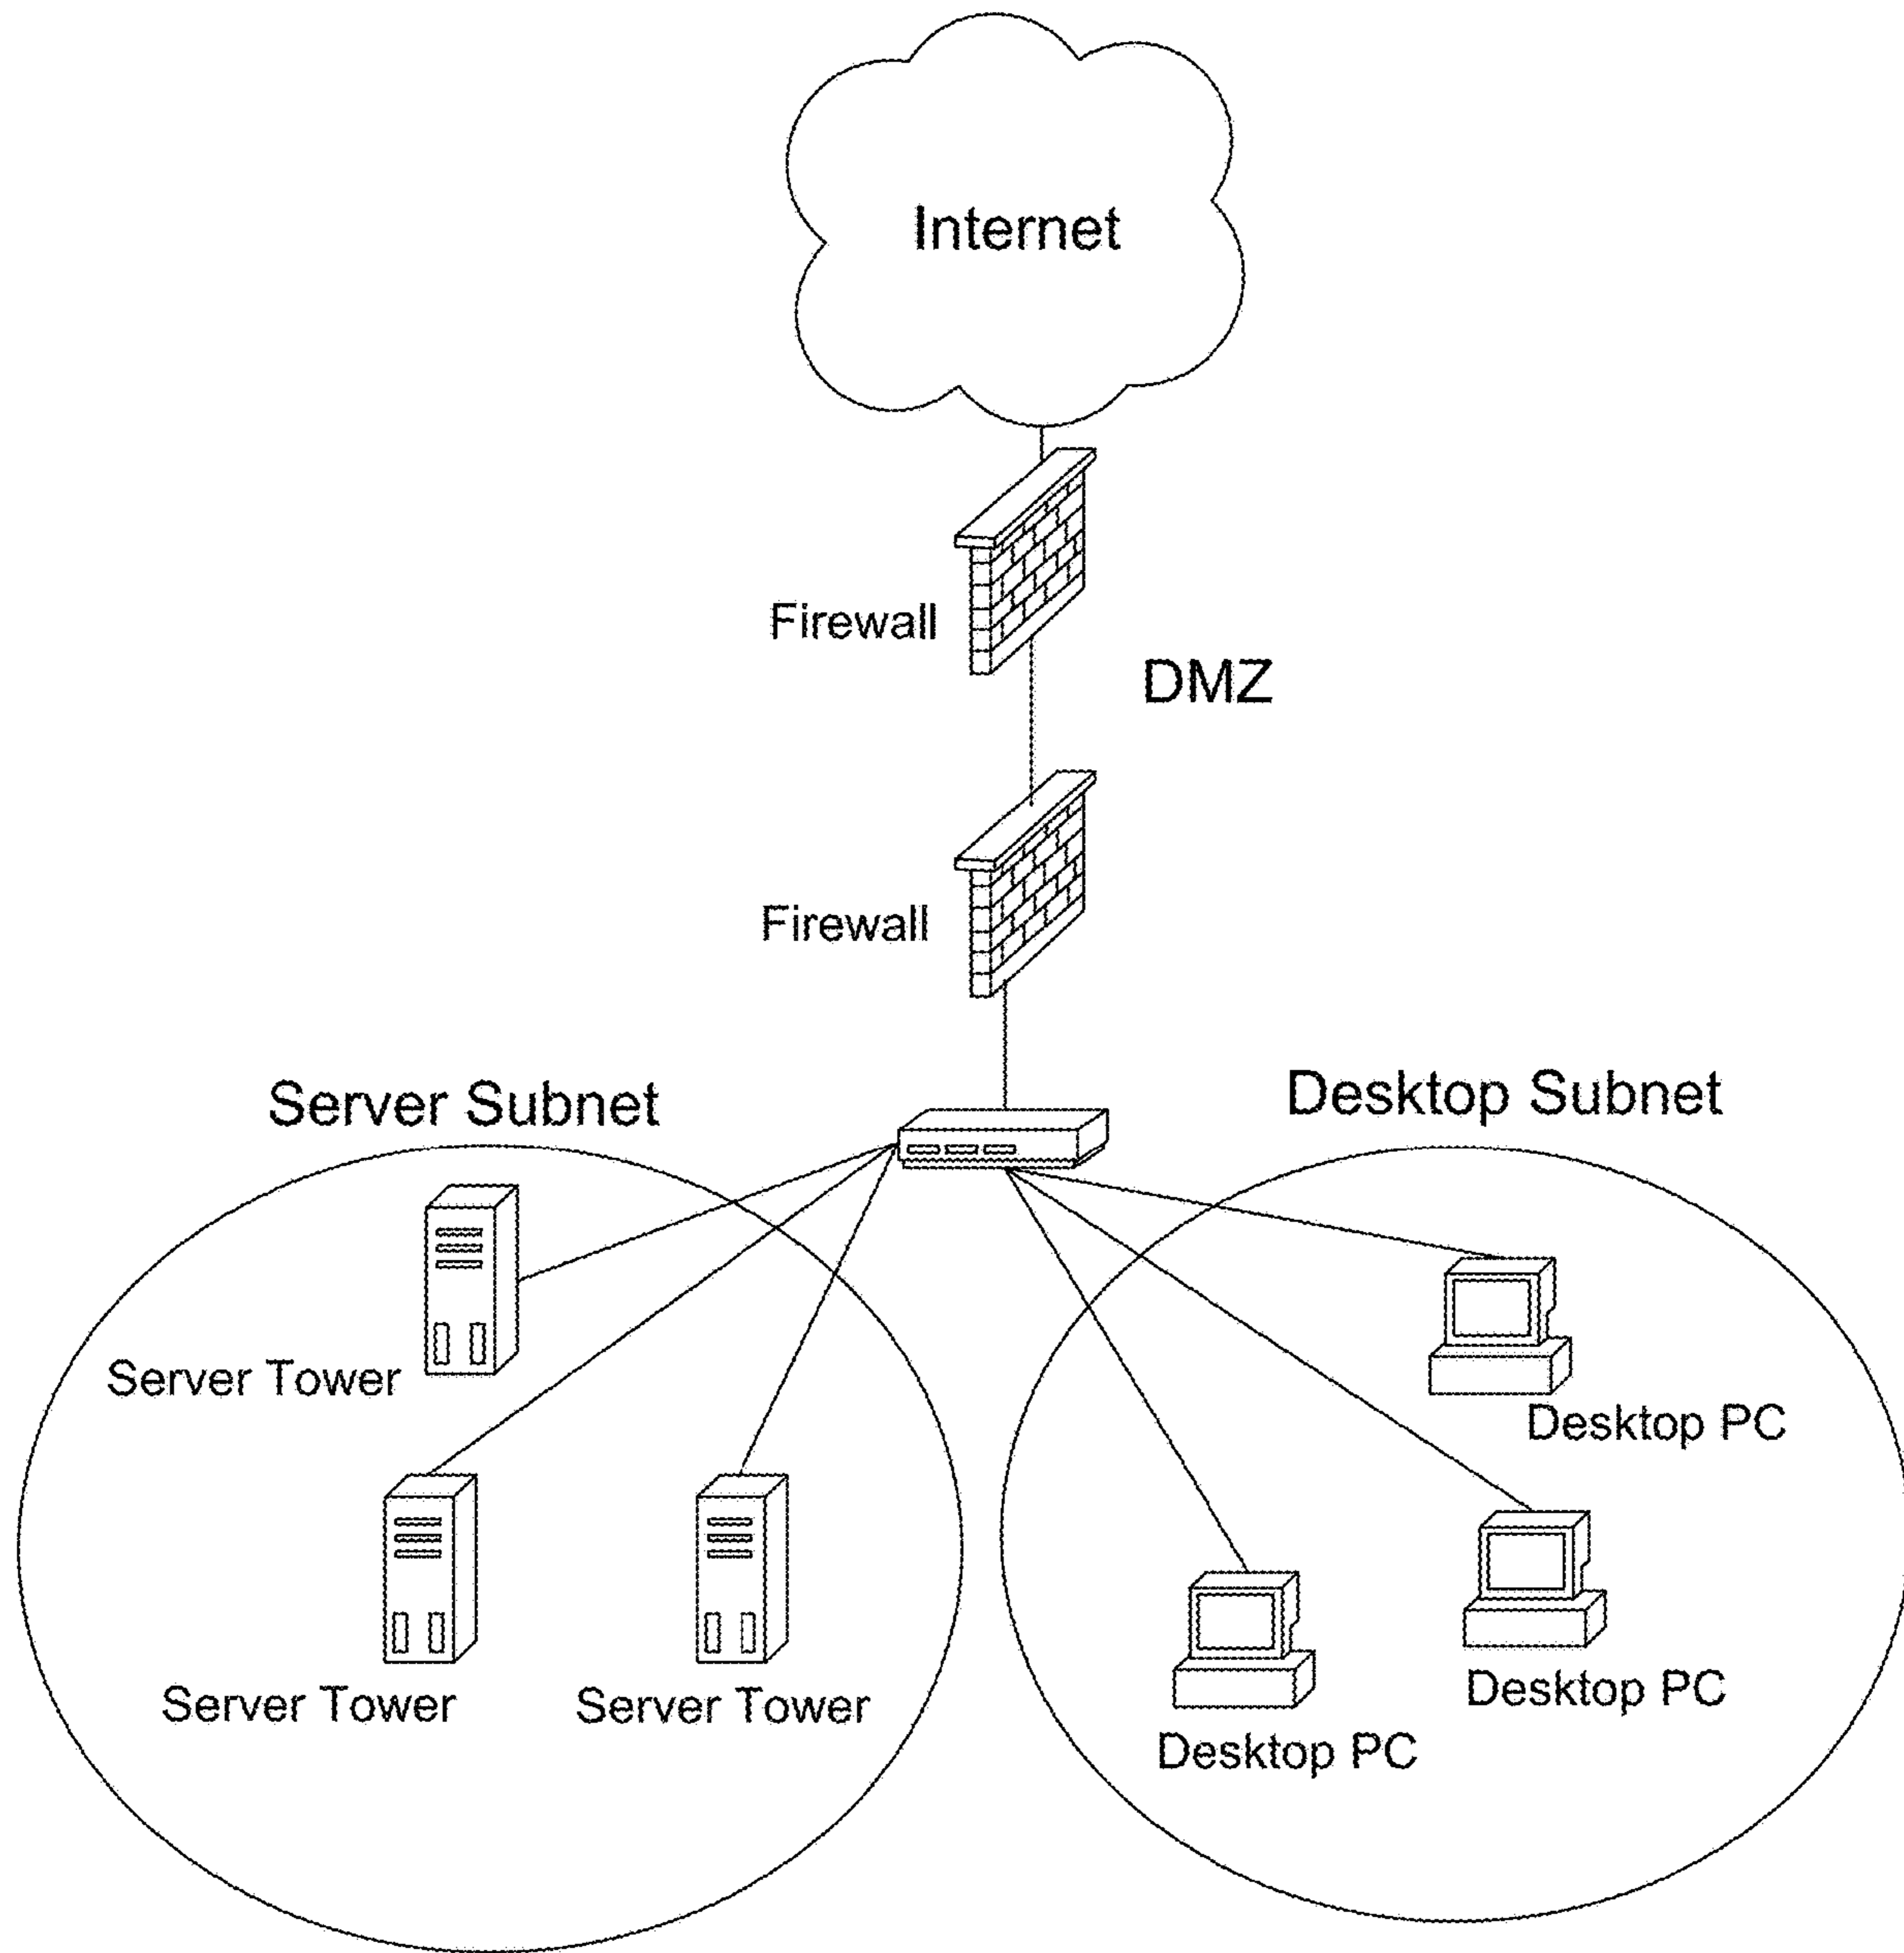 Internet
Firewall
DMZ
Firewall
Server Subnet
Desktop Subnet
Server Tower
Desktop PC
Server Tower
Server Tower
Desktop PC
Desktop PC